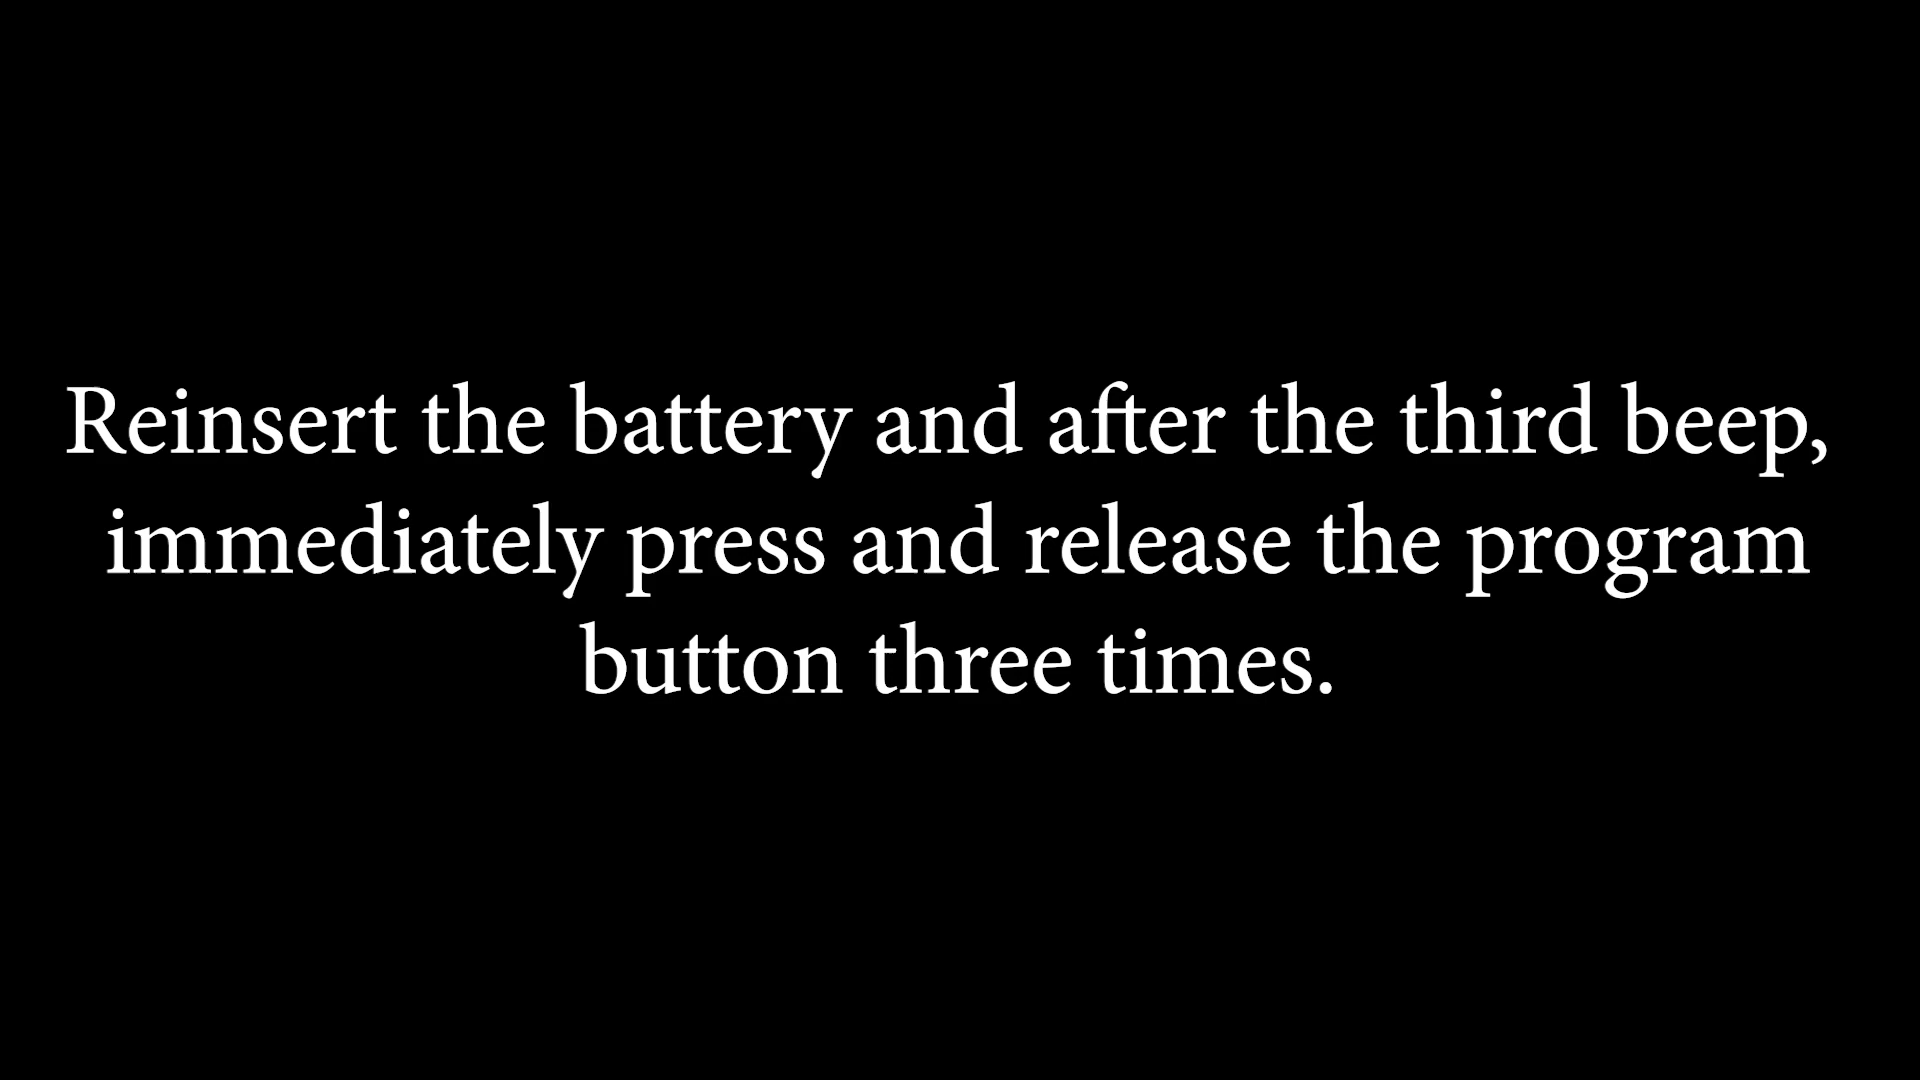 Reinsert the battery and after the third beep,
immediately press and release the program
button three times.